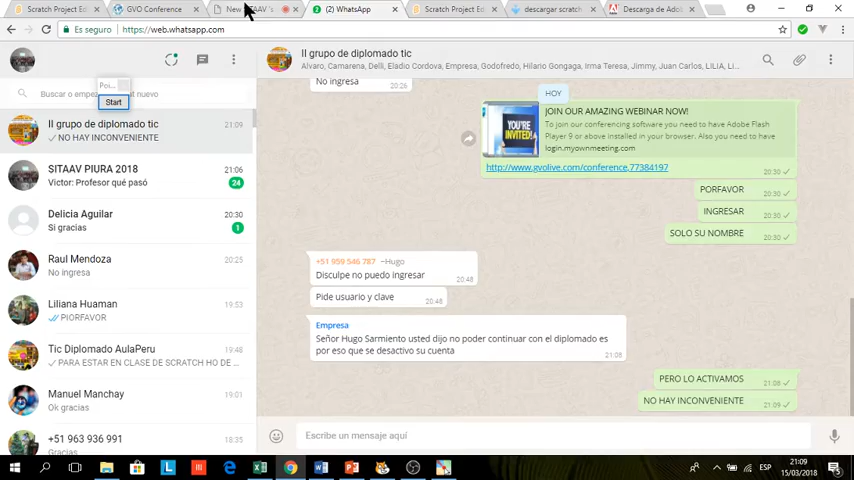 Scratch Project Edi
GVO Conference
New SITAAV 's
(2) WhatsApp
Scratch Project Edi
descargar scratch
Descarga de Adob
Es seguro
https://web.whatsapp.com
II grupo de diplomado tic
Alvaro, Camarena, Delli, Eladio Cordova, Empresa, Godofredo, Hilario Gongaga, Irma Teresa, Jimmy, Juan Carlos, LILIA, Li...
Poi...
Start
Buscar o empez
at nuevo
II grupo de diplomado tic
21:09
NO HAY INCONVENIENTE
SITAAV PIURA 2018
21:06
Victor: Profesor qué pasó
24
Delicia Aguilar
20:30
Si gracias
1
Raul Mendoza
20:25
No ingresa
Liliana Huaman
19:53
PIORFAVOR
Tic Diplomado AulaPeru
19:48
PARA ESTAR EN CLASE DE SCRATCH HO DE...
Manuel Manchay
19:24
Ok gracias
+51 963 936 991
18:35
Gracias
No ingresa
20:26
HOY
JOIN OUR AMAZING WEBINAR NOW!
To join our conferencing software you need to have Adobe Flash
Player 9 or above installed in your browser. Also you need to have
login.myownmeeting.com
YOU'RE
INVITED!
http://www.gvolive.com/conference,77384197
20:30
PORFAVOR
20:30
INGRESAR
20:30
SOLO SU NOMBRE
20:30
+51 959 546 787 ~Hugo
Disculpe no puedo ingresar
20:48
Pide usuario y clave
20:48
Empresa
Señor Hugo Sarmiento usted dijo no poder continuar con el diplomado es
por eso que se desactivo su cuenta
21:08
PERO LO ACTIVAMOS
21:08
NO HAY INCONVENIENTE
21:09
Escribe un mensaje aquí
ESP
21:09
15/03/2018